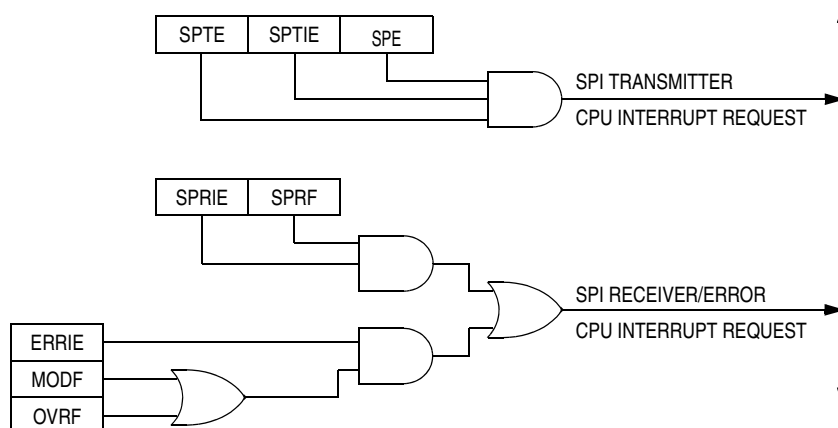 SPTE SPTIE SPE
SPI TRANSMITTER
CPU INTERRUPT REQUEST
SPRIE SPRF
SPI RECEIVER/ERROR
CPU INTERRUPT REQUEST
ERRIE
MODF
OVRF